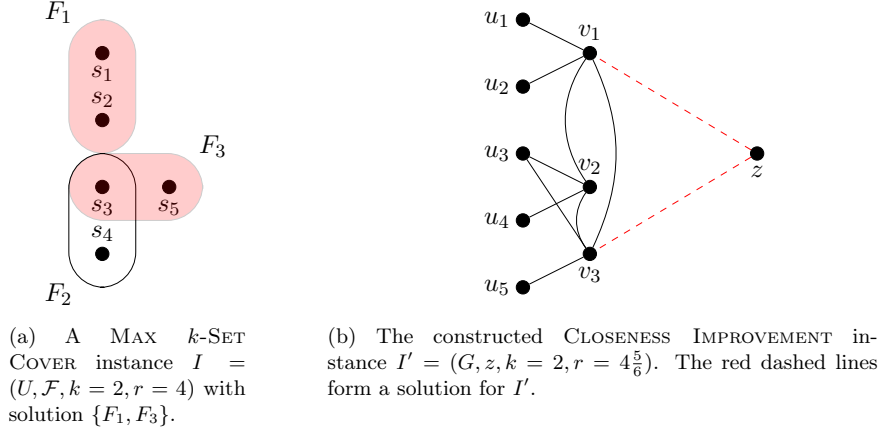 F₁
s₁
s₂
F₃
s₃
s₅
s₄
F₂
(a) A MAX k-SET
COVER instance I =
(U, ℱ, k = 2, r = 4) with
solution {F₁, F₃}.
u₁
v₁
u₂
u₃
v₂
z
u₄
v₃
u₅
(b) The constructed CLOSENESS IMPROVEMENT in-
stance I′ = (G, z, k = 2, r = 4 5/6). The red dashed lines
form a solution for I′.